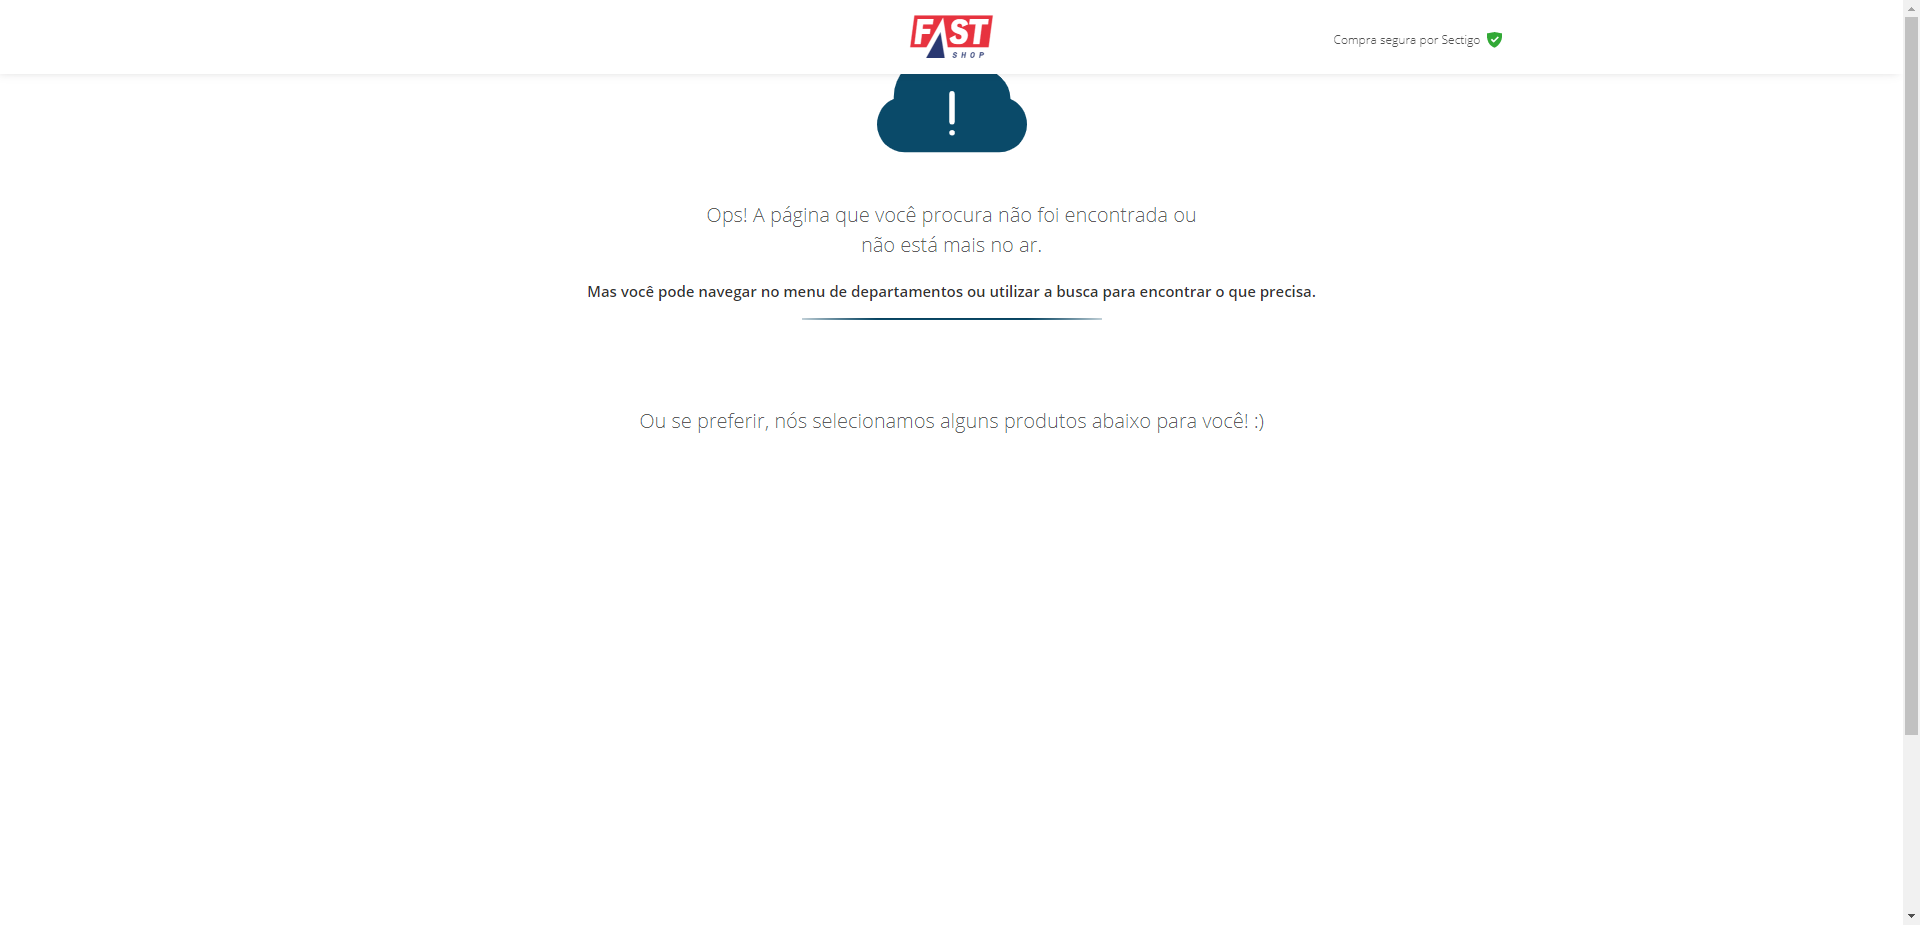 FAST
SHOP
Compra segura por Sectigo
!
Ops! A página que você procura não foi encontrada ou
não está mais no ar.
Mas você pode navegar no menu de departamentos ou utilizar a busca para encontrar o que precisa.
Ou se preferir, nós selecionamos alguns produtos abaixo para você! :)